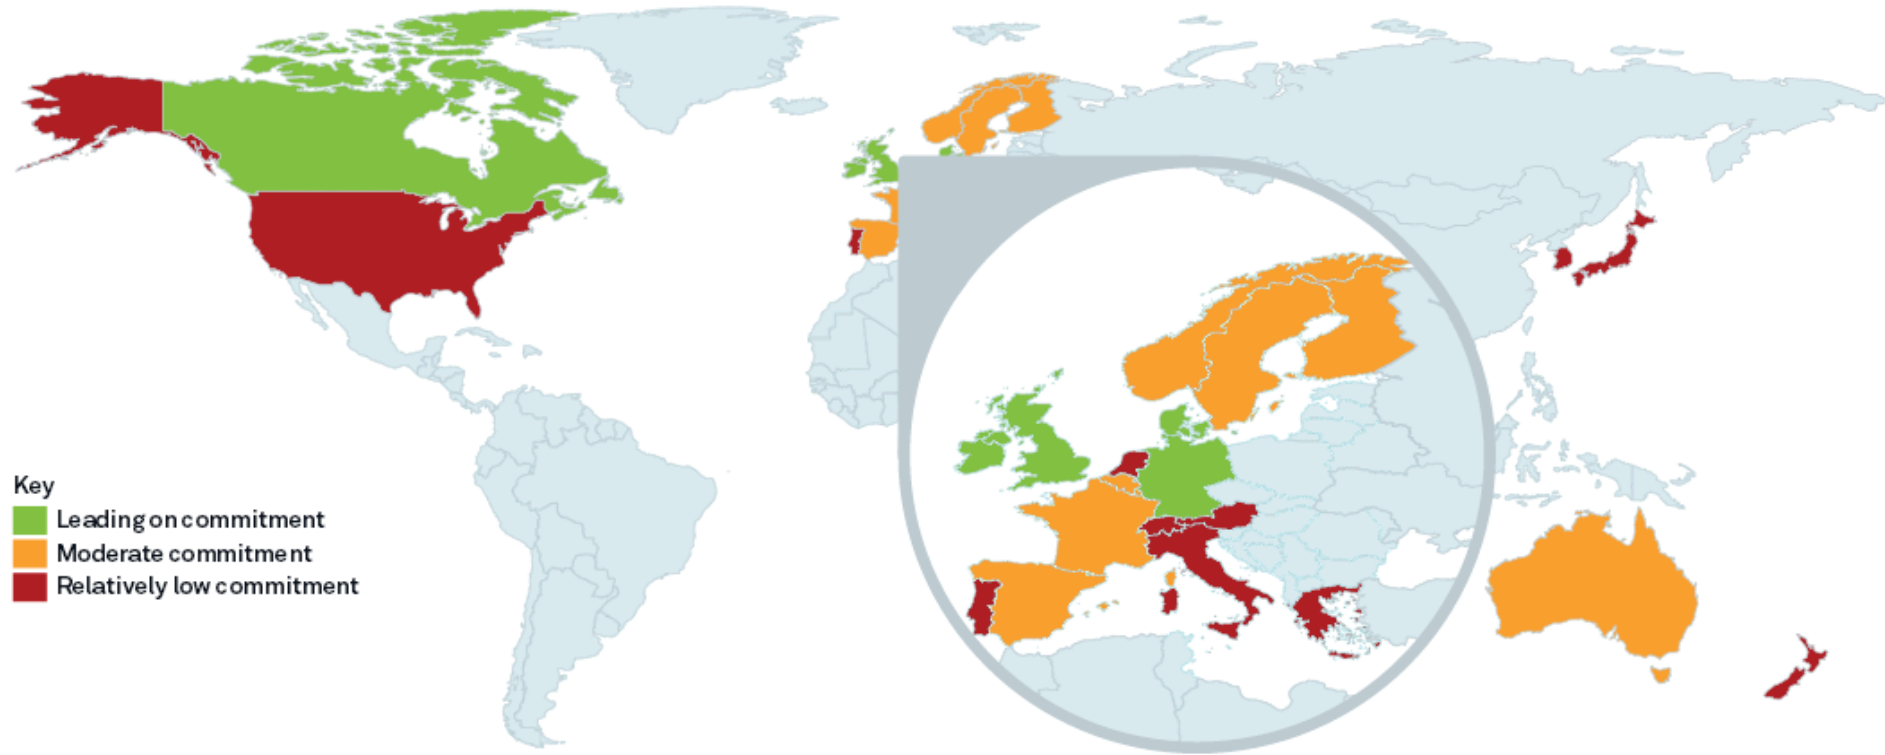 Key
Leading on commitment
Moderate commitment
Relatively low commitment